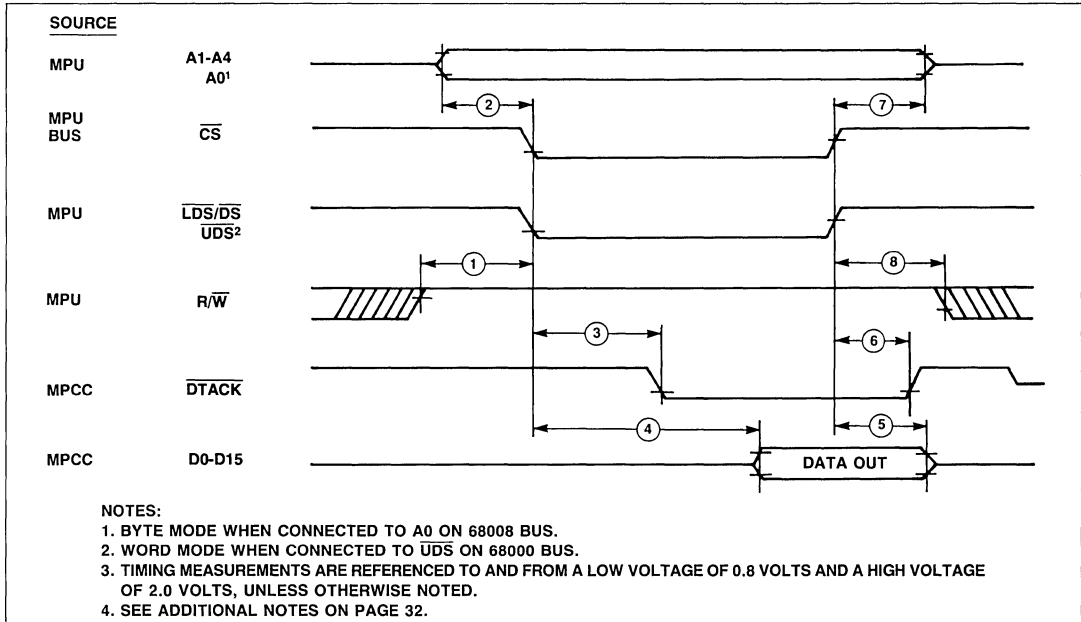 SOURCE
MPU A1-A4
A0¹
2
7
MPU
BUS CS
MPU LDS/DS
UDS²
1
8
MPU R/W
3
6
MPCC DTACK
4
5
MPCC D0-D15 DATA OUT
NOTES:
1. BYTE MODE WHEN CONNECTED TO A0 ON 68008 BUS.
2. WORD MODE WHEN CONNECTED TO UDS ON 68000 BUS.
3. TIMING MEASUREMENTS ARE REFERENCED TO AND FROM A LOW VOLTAGE OF 0.8 VOLTS AND A HIGH VOLTAGE
OF 2.0 VOLTS, UNLESS OTHERWISE NOTED.
4. SEE ADDITIONAL NOTES ON PAGE 32.